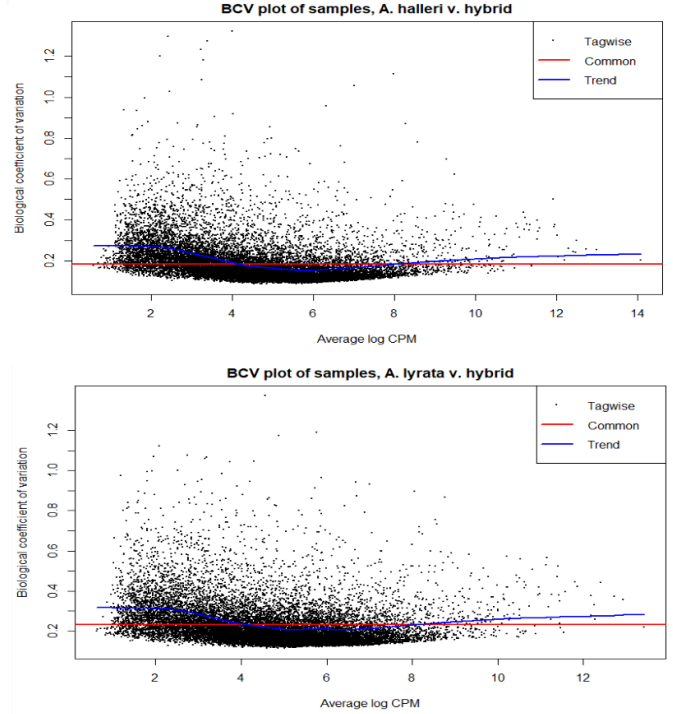 BCV plot of samples, A. halleri v. hybrid
Tagwise
Common
Trend
Biological coefficient of variation
0.2 0.4 0.6 0.8 1.0 1.2
2 4 6 8 10 12 14
Average log CPM
BCV plot of samples, A. lyrata v. hybrid
Tagwise
Common
Trend
Biological coefficient of variation
0.2 0.4 0.6 0.8 1.0 1.2
2 4 6 8 10 12
Average log CPM